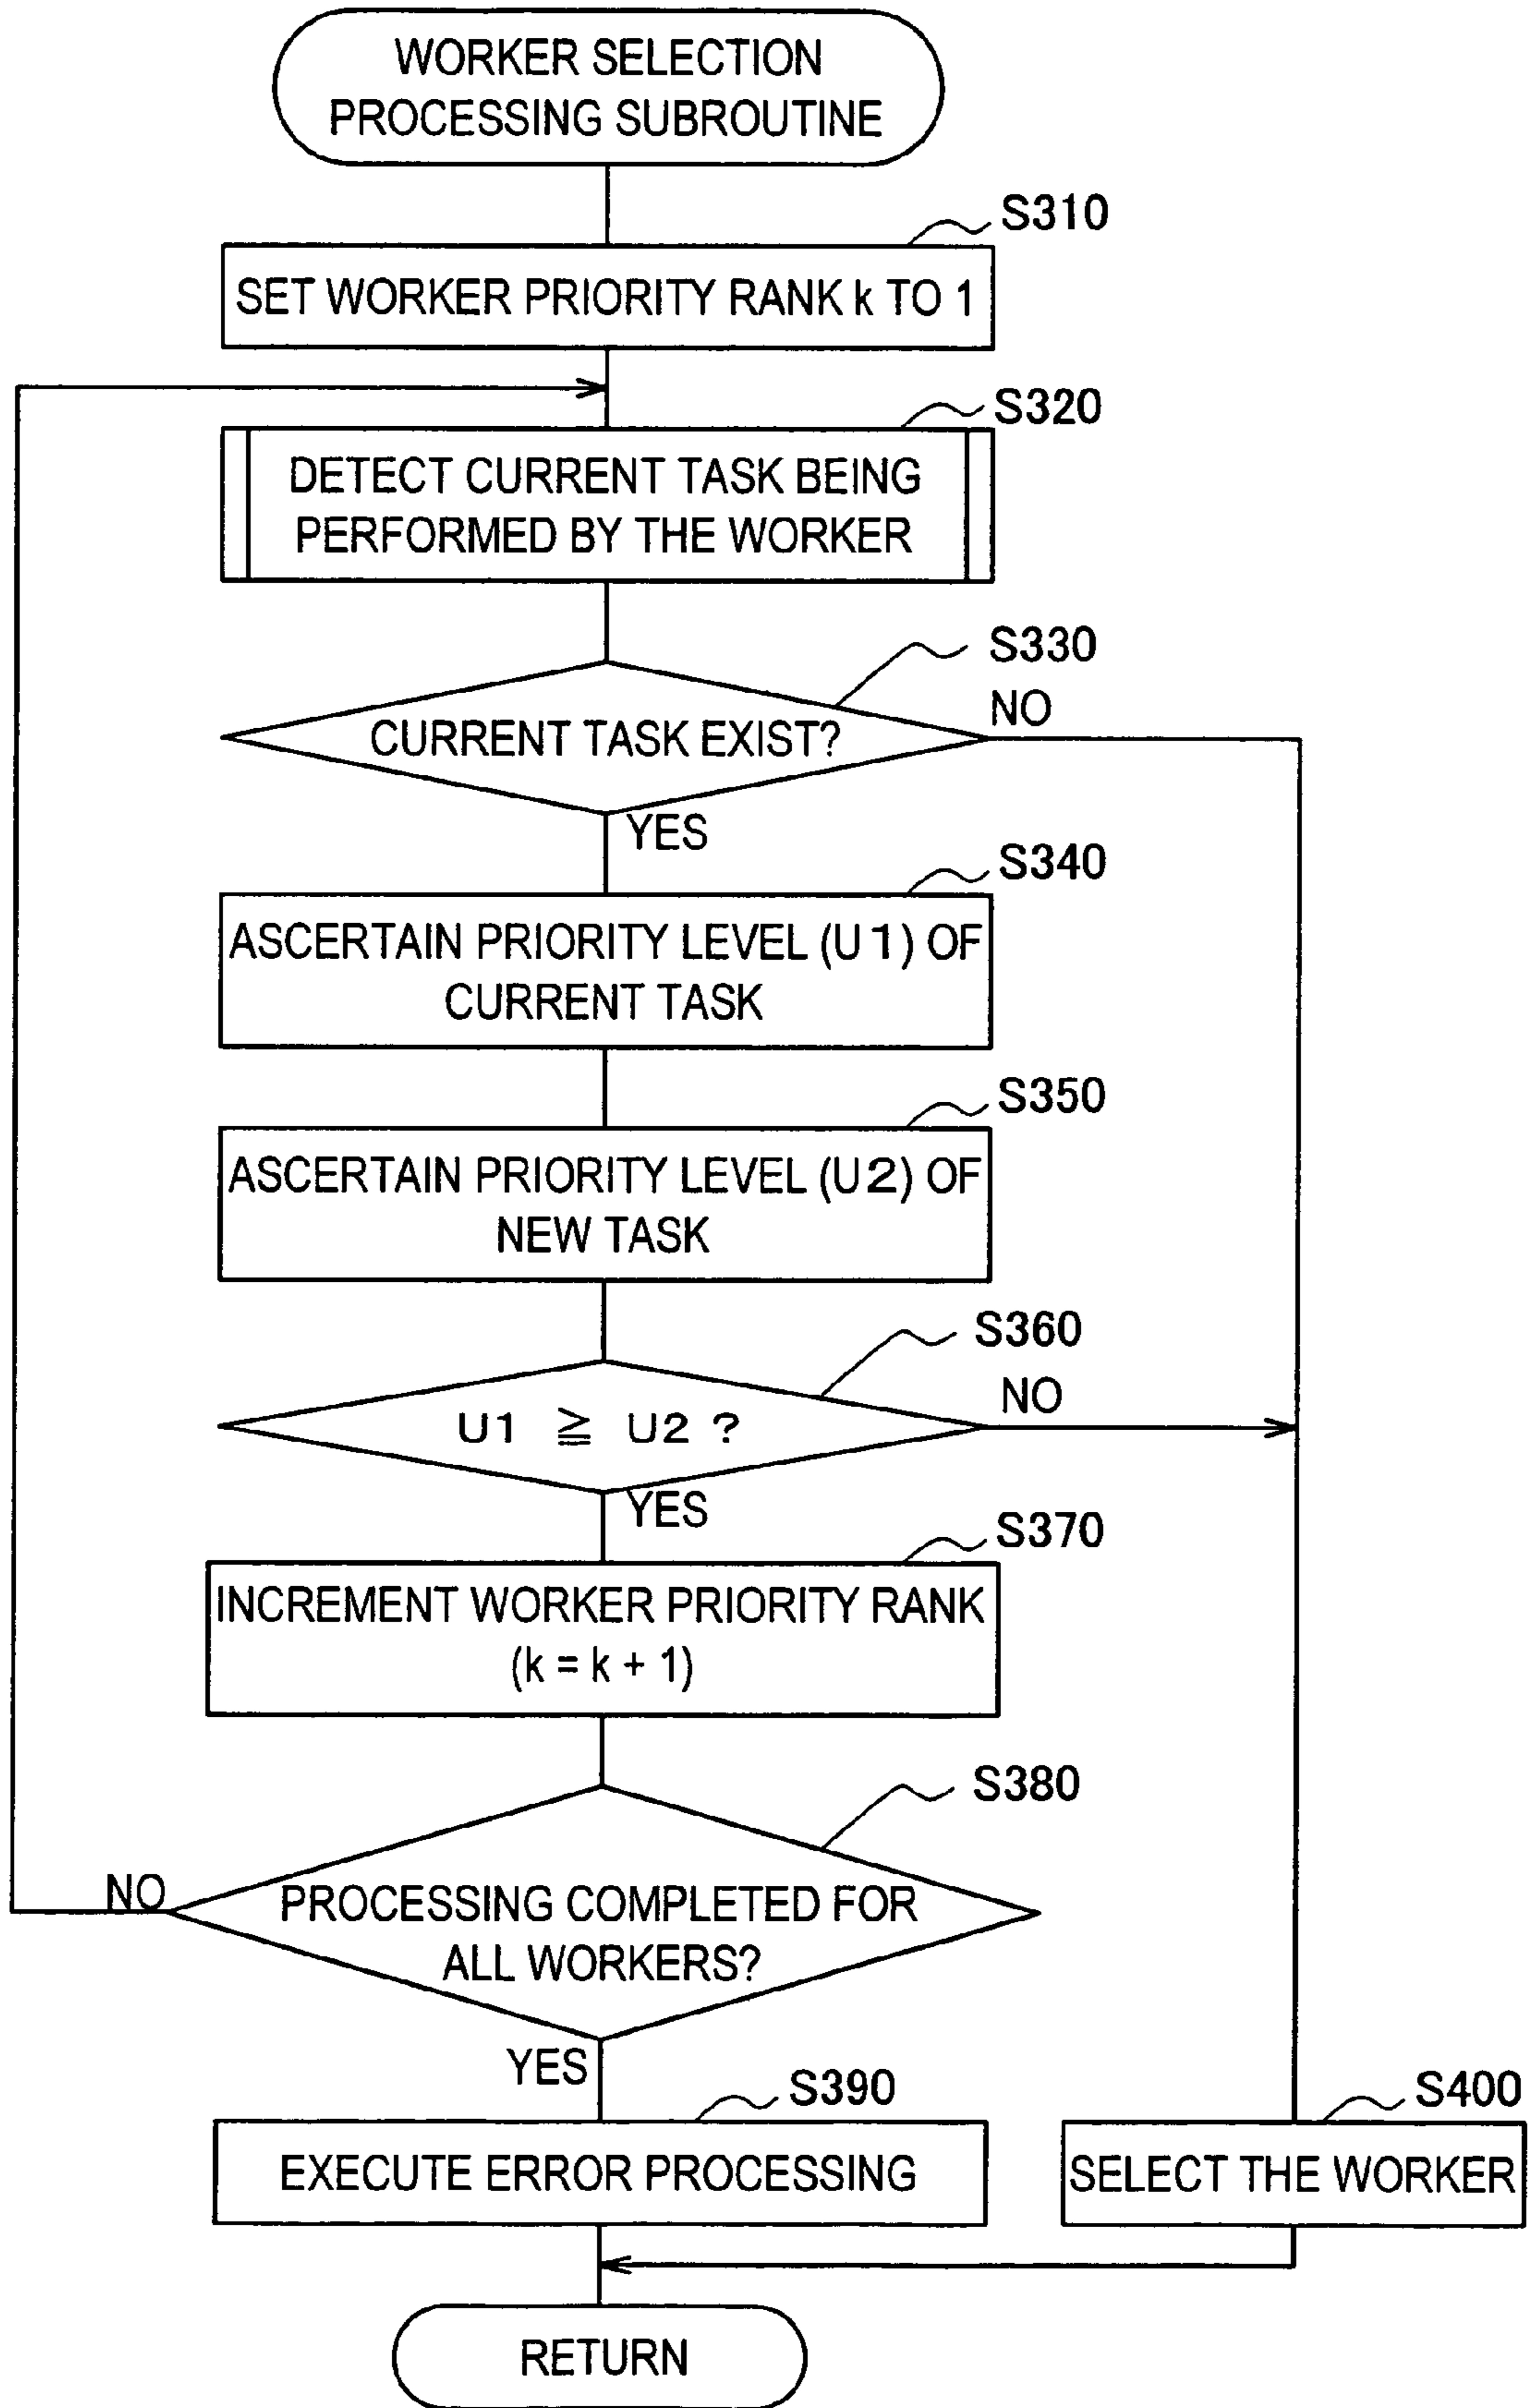 WORKER SELECTION
PROCESSING SUBROUTINE
S310
SET WORKER PRIORITY RANK k TO 1
S320
DETECT CURRENT TASK BEING
PERFORMED BY THE WORKER
S330
NO
CURRENT TASK EXIST?
YES
S340
ASCERTAIN PRIORITY LEVEL (U1) OF
CURRENT TASK
S350
ASCERTAIN PRIORITY LEVEL (U2) OF
NEW TASK
S360
NO
U1 ≧ U2 ?
YES
S370
INCREMENT WORKER PRIORITY RANK
(k = k + 1)
S380
NO
PROCESSING COMPLETED FOR
ALL WORKERS?
YES
S390
EXECUTE ERROR PROCESSING
S400
SELECT THE WORKER
RETURN